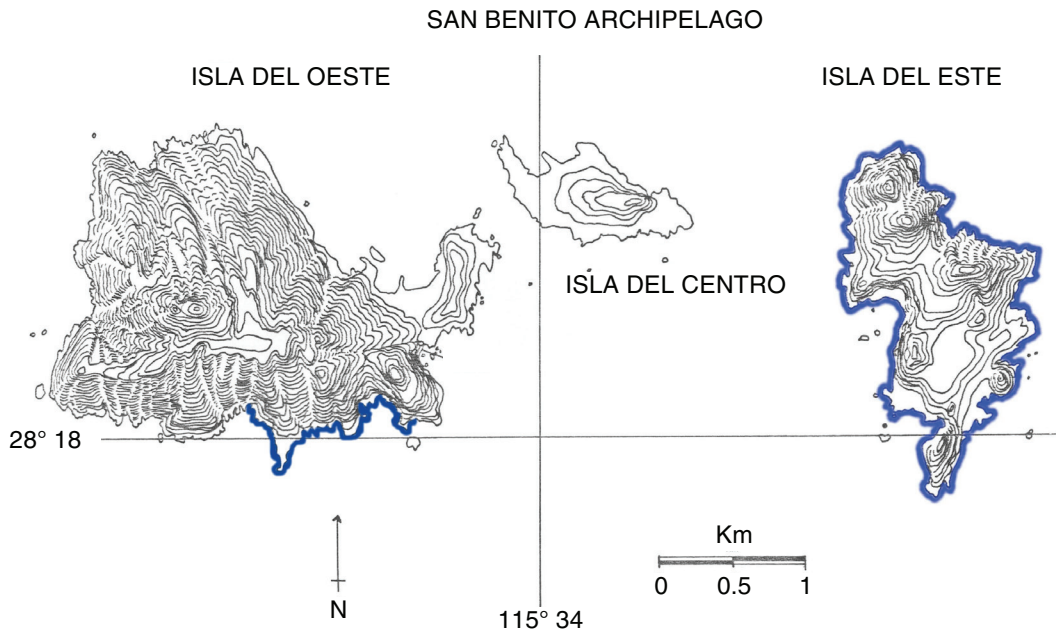 SAN BENITO ARCHIPELAGO
ISLA DEL OESTE
ISLA DEL ESTE
ISLA DEL CENTRO
28° 18
Km
0 0.5 1
N
115° 34